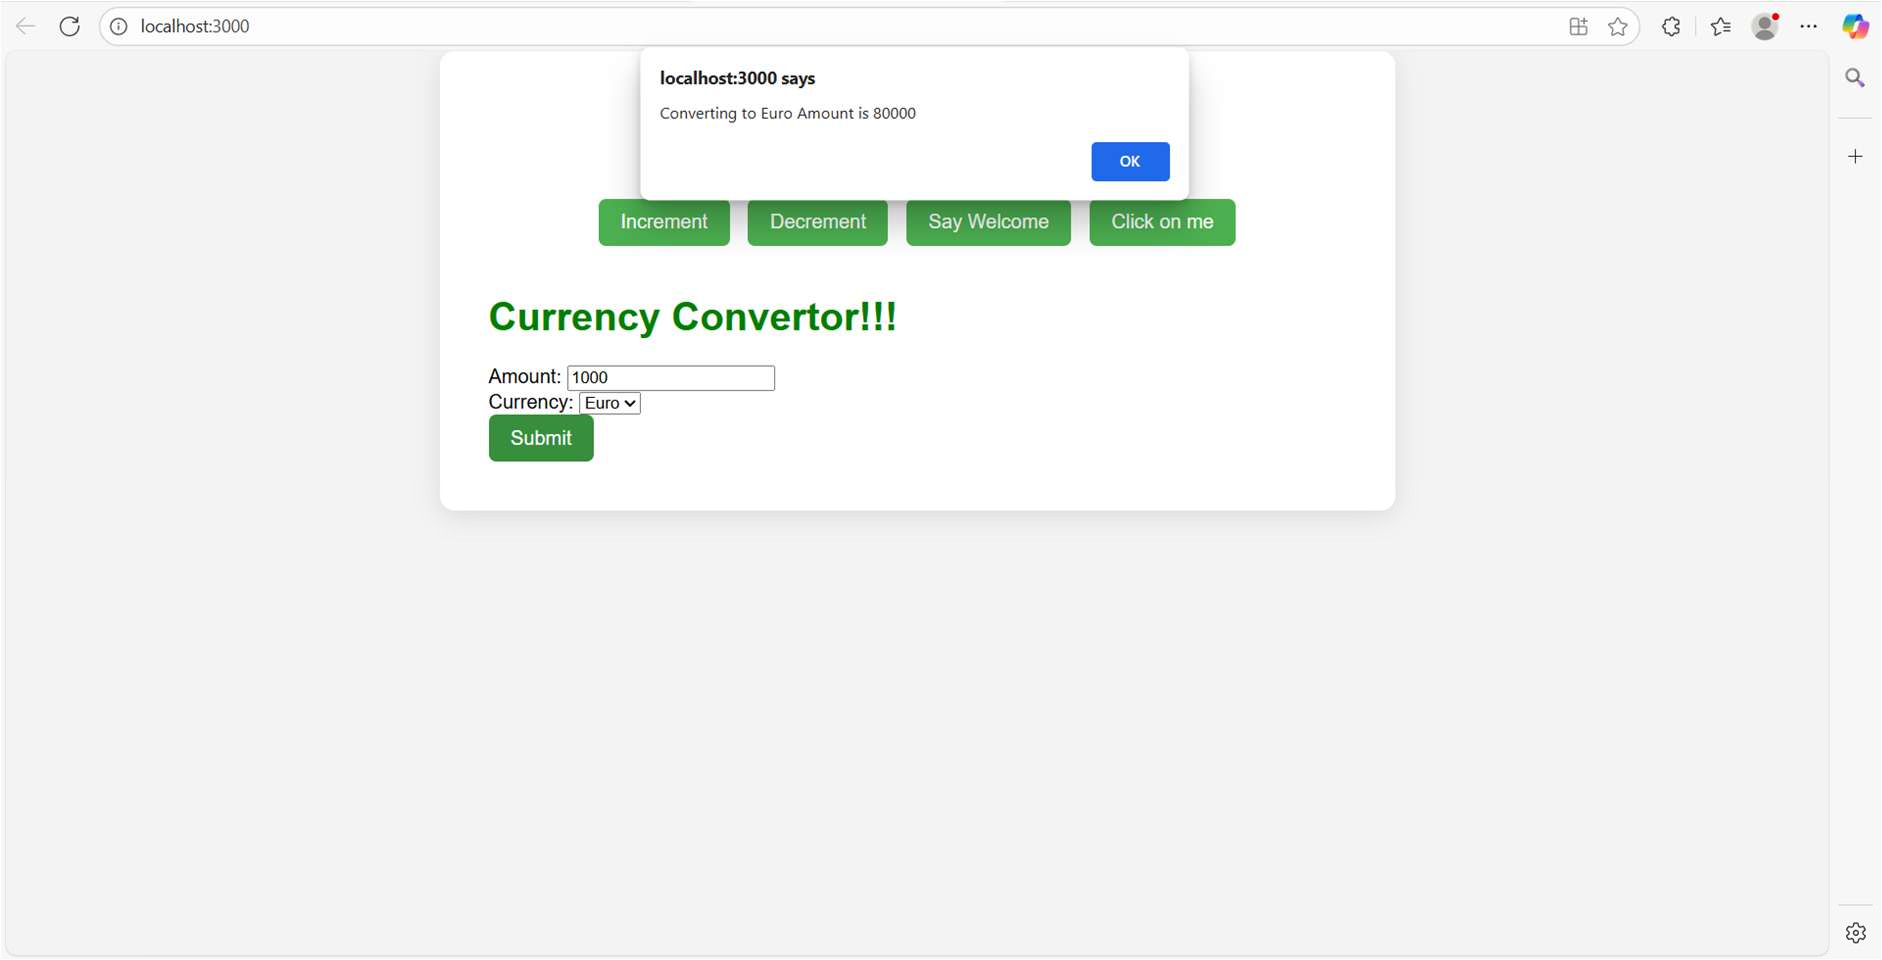 localhost:3000
localhost:3000 says
Converting to Euro Amount is 80000
OK
Increment Decrement Say Welcome Click on me
Currency Convertor!!!
Amount: 1000
Currency: Euro
Submit